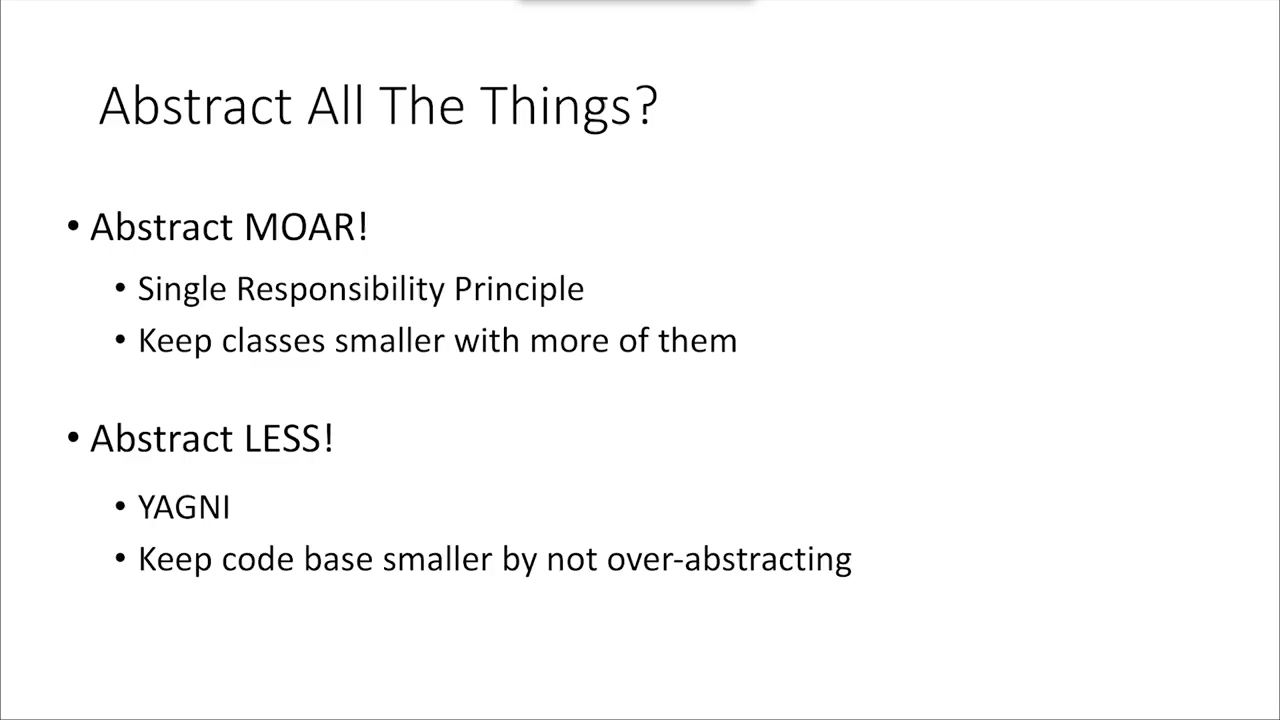 Abstract All The Things?
• Abstract MOAR!
• Single Responsibility Principle
• Keep classes smaller with more of them
• Abstract LESS!
• YAGNI
• Keep code base smaller by not over-abstracting